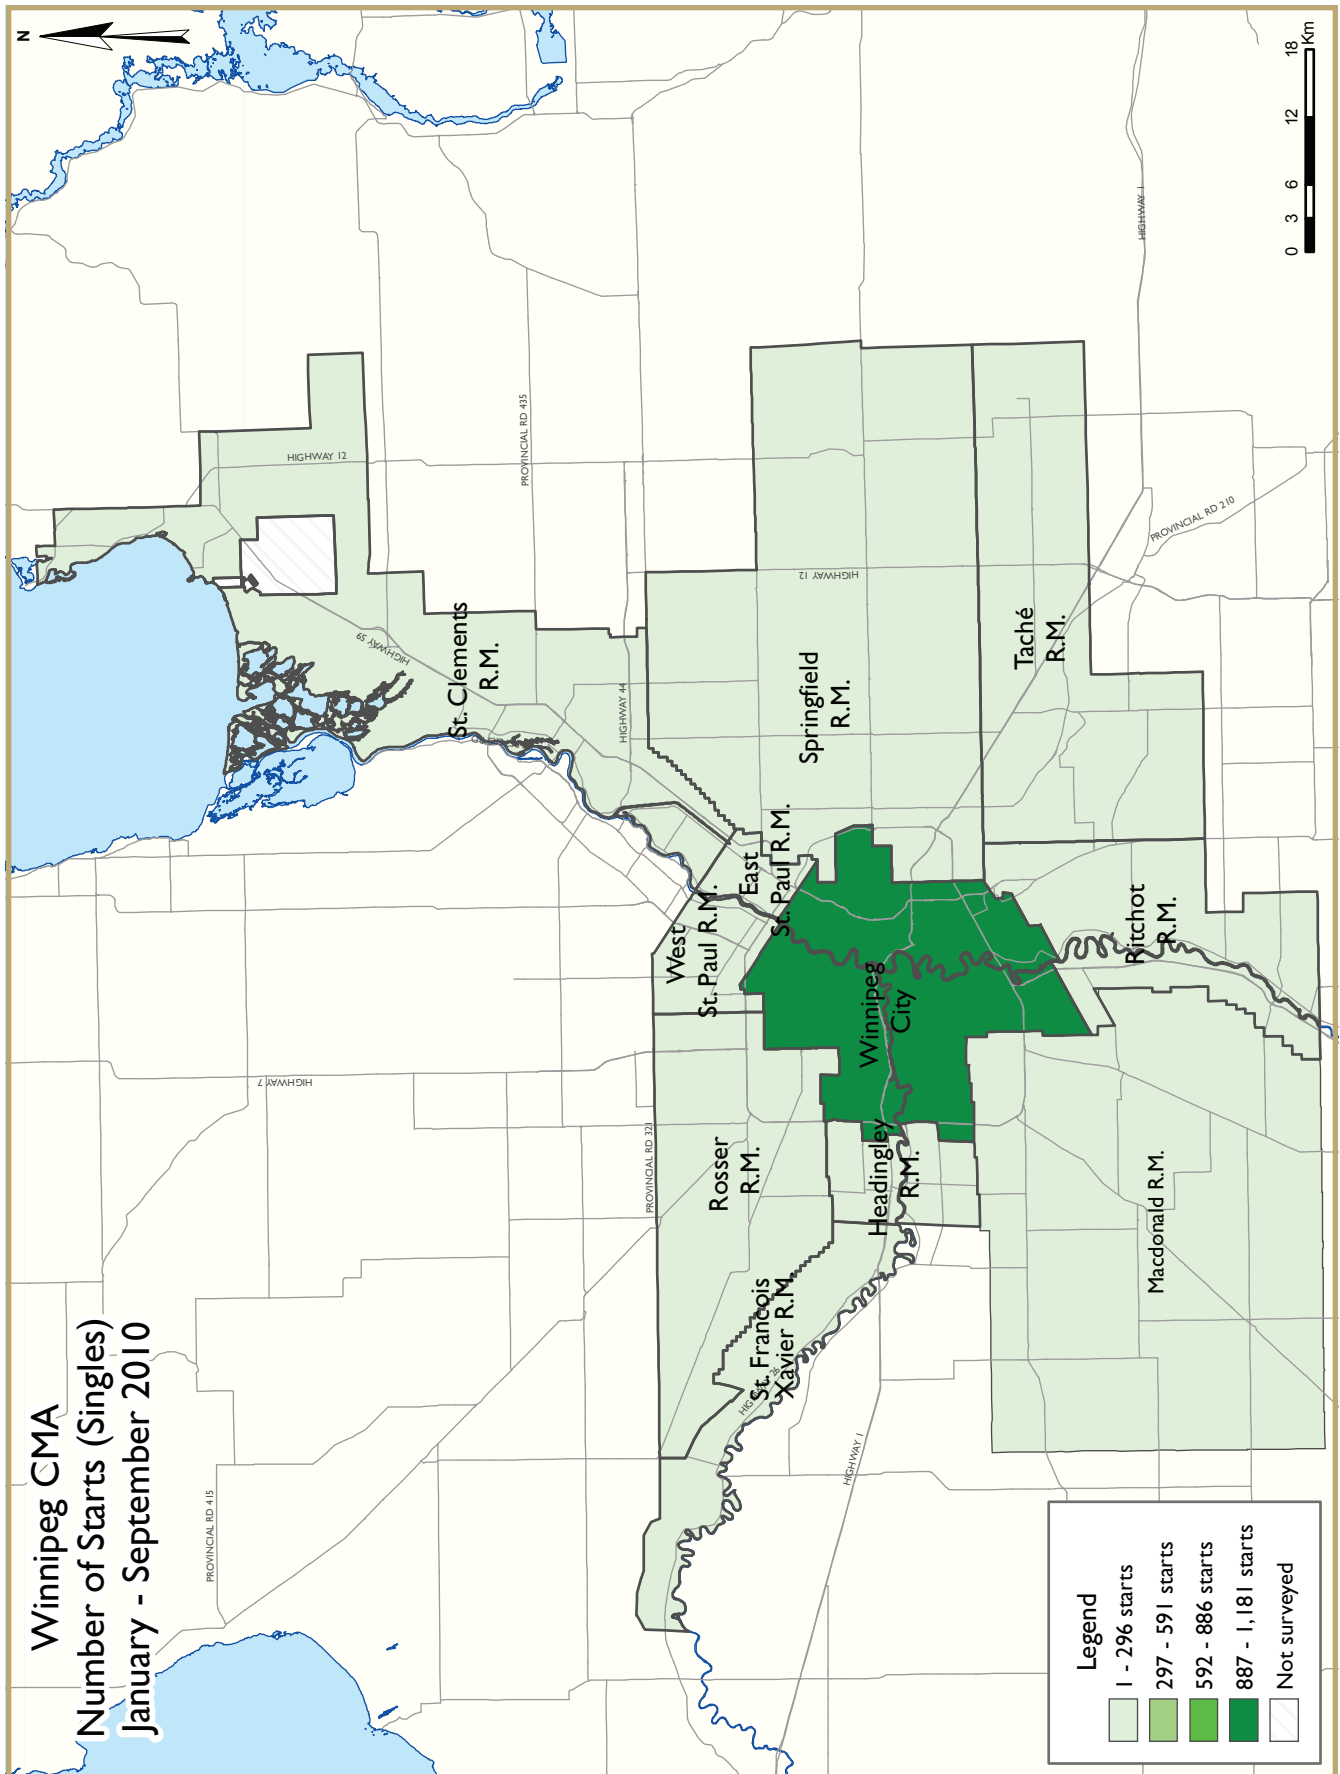 Winnipeg CMA
Number of Starts (Singles)
January - September 2010
N
PROVINCIAL RD 415
HIGHWAY 7
HIGHWAY 12
HIGHWAY 59
PROVINCIAL RD 435
St. Clements
R.M.
HIGHWAY 44
PROVINCIAL RD 321
West
St. Paul R.M.
East
St. Paul R.M.
Rosser
R.M.
St. Francois
Xavier R.M.
Springfield
R.M.
HIGHWAY 12
HIGHWAY 1
Winnipeg
City
Headingley
R.M.
HIGHWAY 1
Taché
R.M.
Ritchot
R.M.
Macdonald R.M.
PROVINCIAL RD 210
Legend
1 - 296 starts
297 - 591 starts
592 - 886 starts
887 - 1,181 starts
Not surveyed
0 3 6 12 18
Km